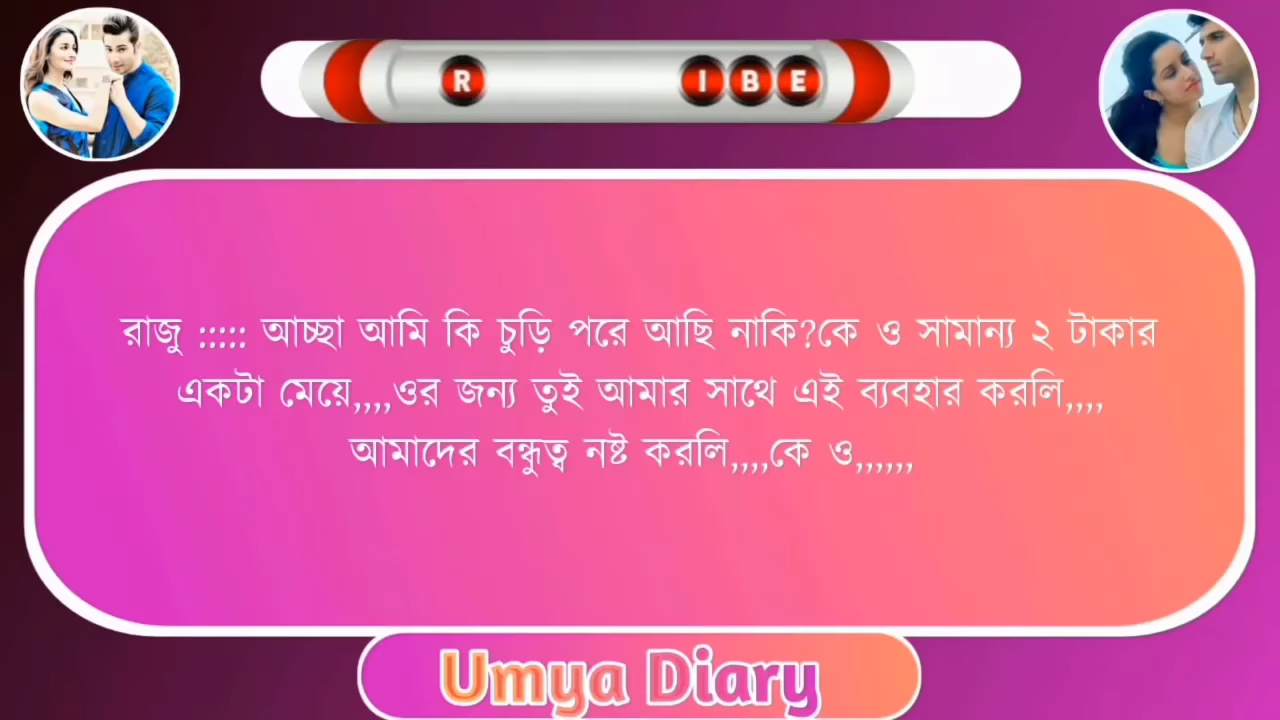 R IBE
রাজু ::::: আচ্ছা আমি কি চুড়ি পরে আছি নাকি?কে ও সামান্য ২ টাকার
একটা মেয়ে,,,,ওর জন্য তুই আমার সাথে এই ব্যবহার করলি,,,,
আমাদের বন্ধুত্ব নষ্ট করলি,,,,কে ও,,,,,,
Umya Diary